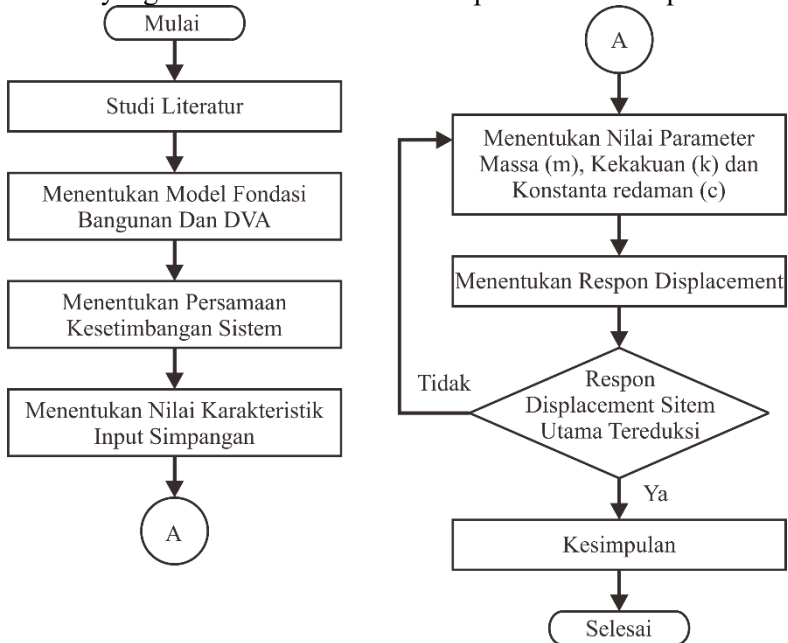 Mulai
Studi Literatur
Menentukan Model Fondasi
Bangunan Dan DVA
Menentukan Persamaan
Kesetimbangan Sistem
Menentukan Nilai Karakteristik
Input Simpangan
A
A
Menentukan Nilai Parameter
Massa (m), Kekakuan (k) dan
Konstanta redaman (c)
Menentukan Respon Displacement
Tidak
Respon
Displacement Sitem
Utama Tereduksi
Ya
Kesimpulan
Selesai